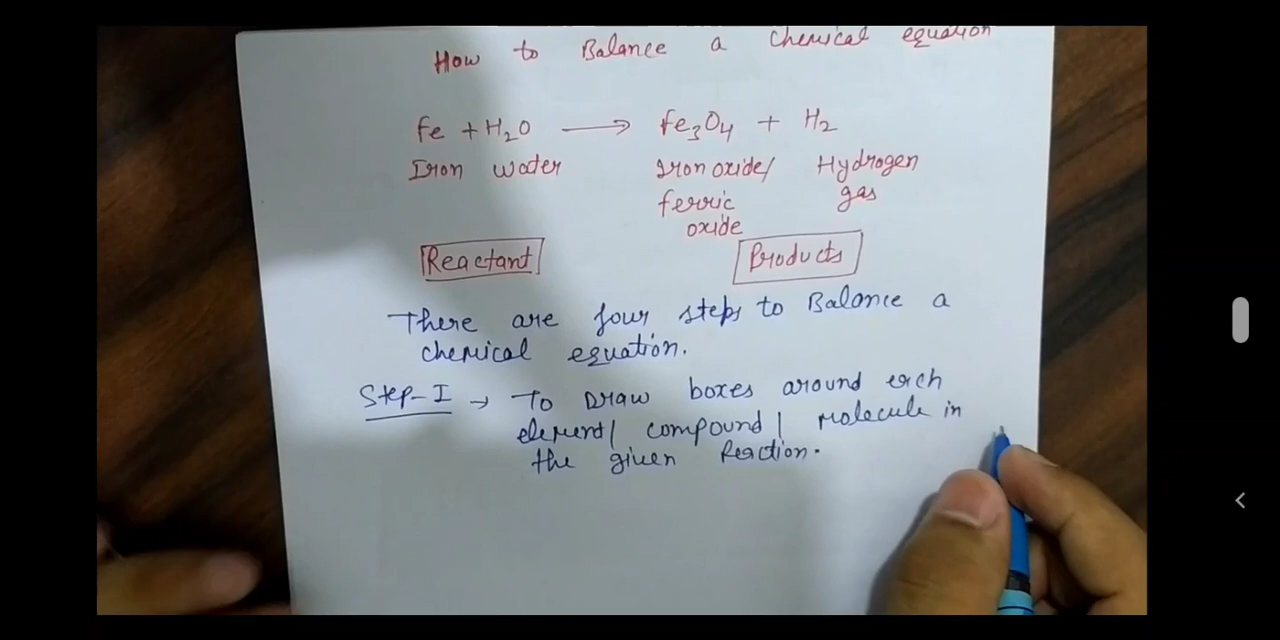 How to Balance a chemical equation
Fe + H₂O → Fe₃O₄ + H₂
Iron water Iron oxide/ Hydrogen
ferric gas
oxide
Reactant Products
There are four steps to Balance a
chemical equation.
Step-I → To Draw boxes around each
element/ compound/ molecule in
the given Reaction.